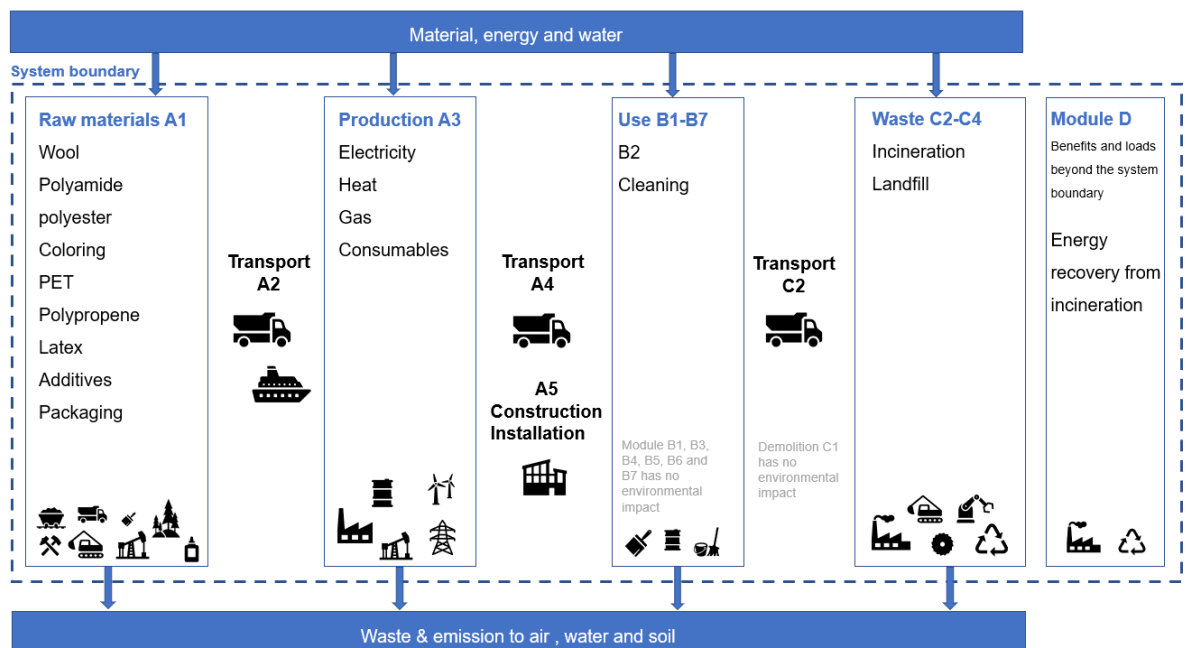 Material, energy and water
System boundary
Raw materials A1
Wool
Polyamide
polyester
Coloring
PET
Polypropene
Latex
Additives
Packaging
Transport
A2
Production A3
Electricity
Heat
Gas
Consumables
Transport
A4
A5
Construction
Installation
Use B1-B7
B2
Cleaning
Module B1, B3,
B4, B5, B6 and
B7 has no
environmental
impact
Transport
C2
Demolition C1
has no
environmental
impact
Waste C2-C4
Incineration
Landfill
Module D
Benefits and loads
beyond the system
boundary
Energy
recovery from
incineration
Waste & emission to air , water and soil